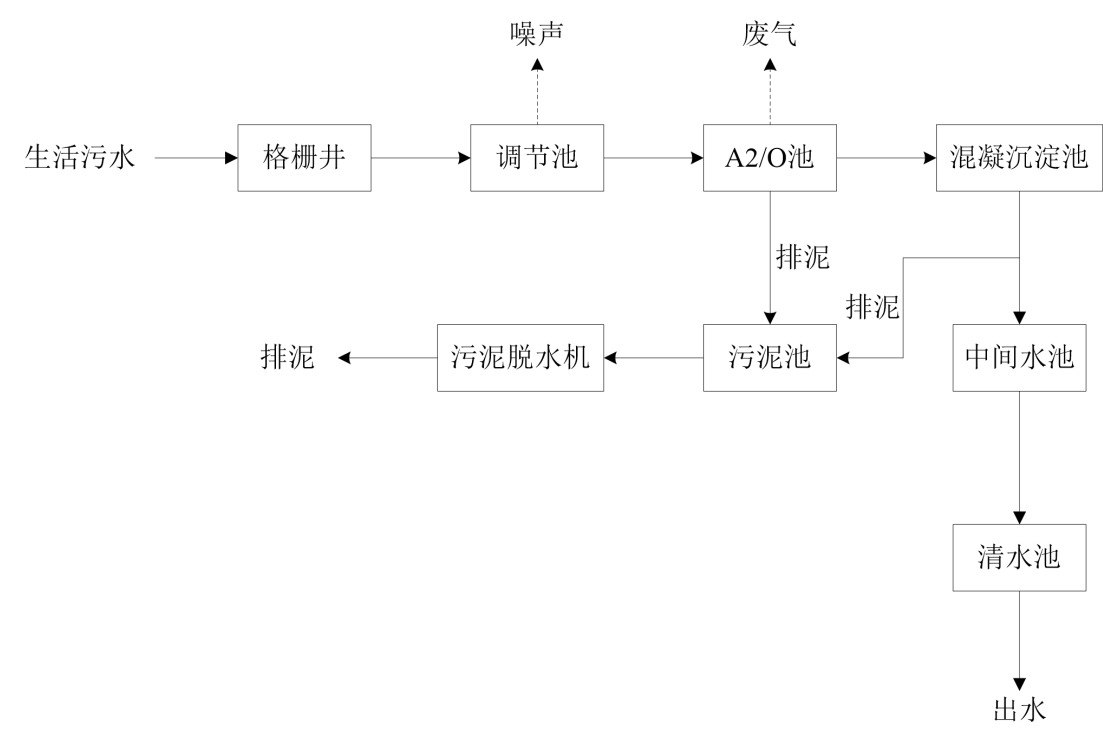 噪声
废气
生活污水
格栅井
调节池
A2/O池
混凝沉淀池
排泥
排泥
排泥
污泥脱水机
污泥池
中间水池
清水池
出水